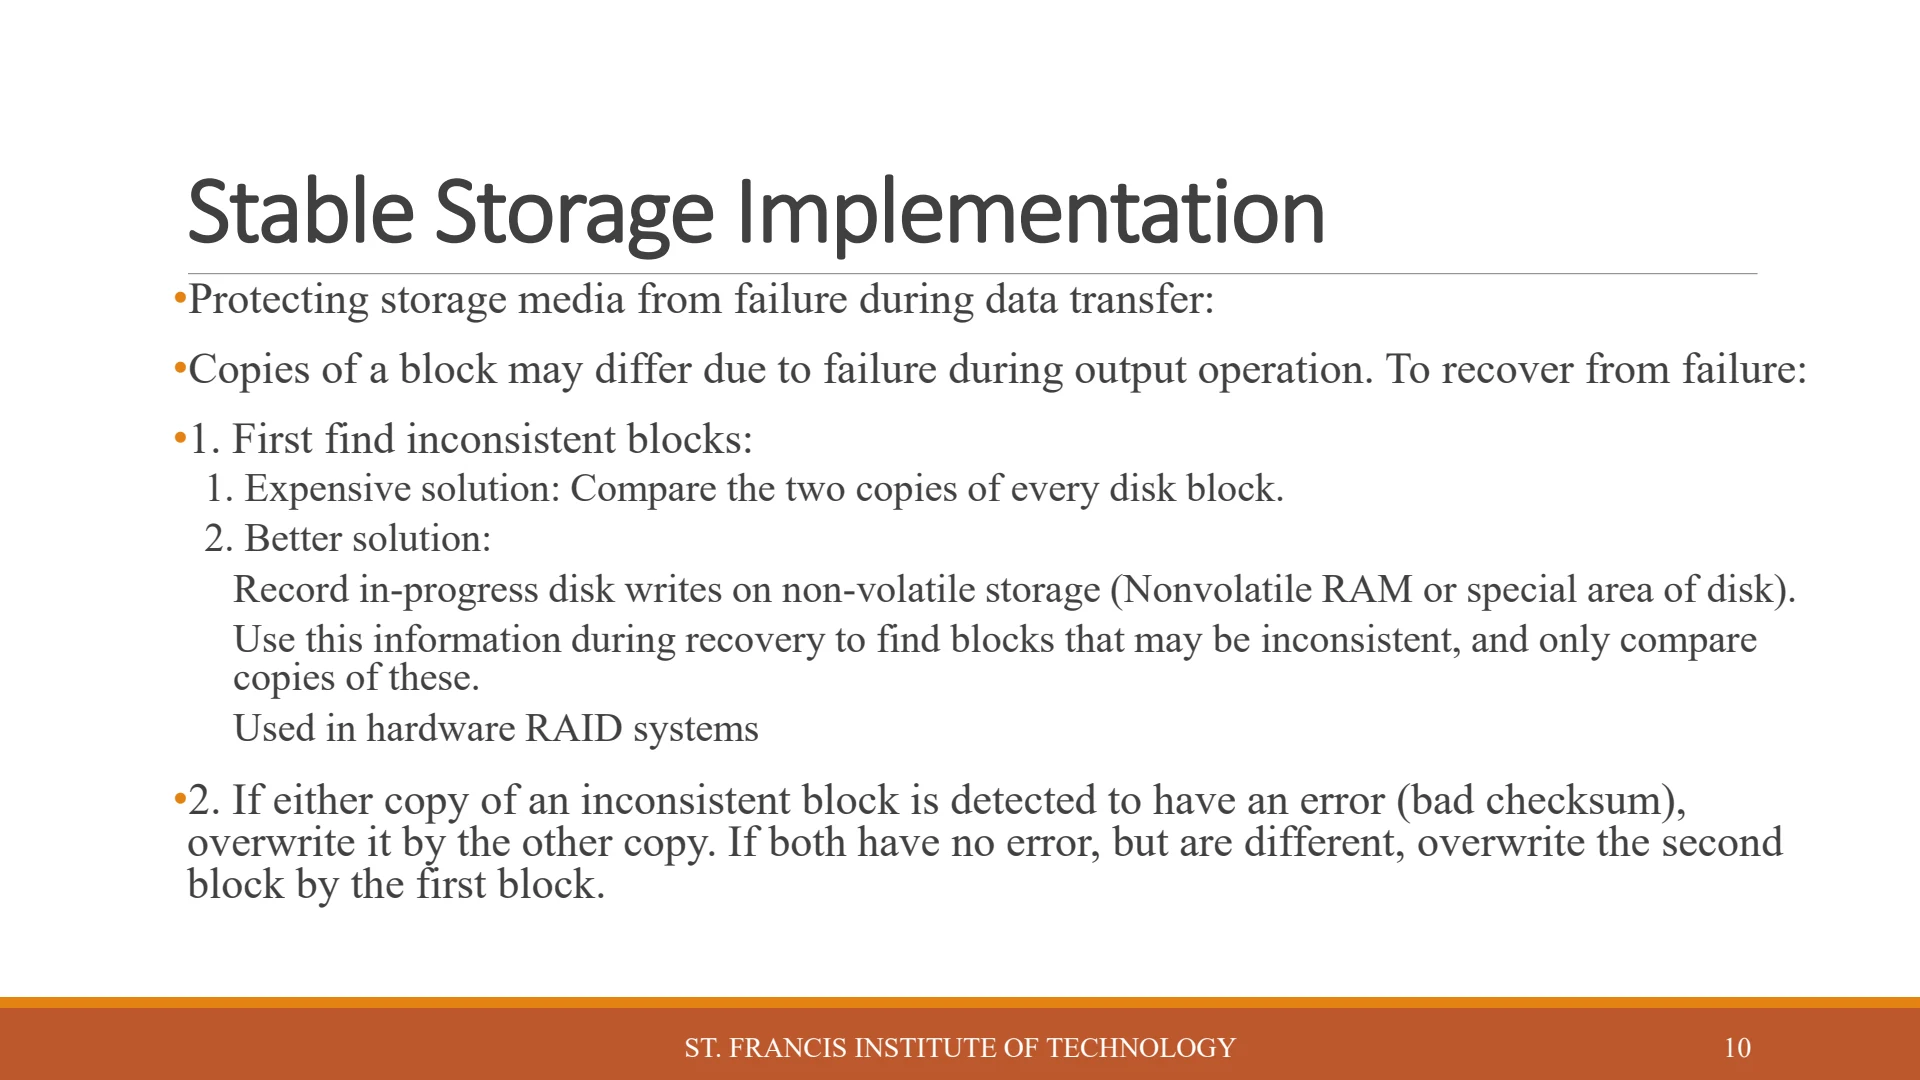 Stable Storage Implementation
•Protecting storage media from failure during data transfer:
•Copies of a block may differ due to failure during output operation. To recover from failure:
•1. First find inconsistent blocks:
1. Expensive solution: Compare the two copies of every disk block.
2. Better solution:
Record in-progress disk writes on non-volatile storage (Nonvolatile RAM or special area of disk).
Use this information during recovery to find blocks that may be inconsistent, and only compare
copies of these.
Used in hardware RAID systems
•2. If either copy of an inconsistent block is detected to have an error (bad checksum),
overwrite it by the other copy. If both have no error, but are different, overwrite the second
block by the first block.
ST. FRANCIS INSTITUTE OF TECHNOLOGY
10